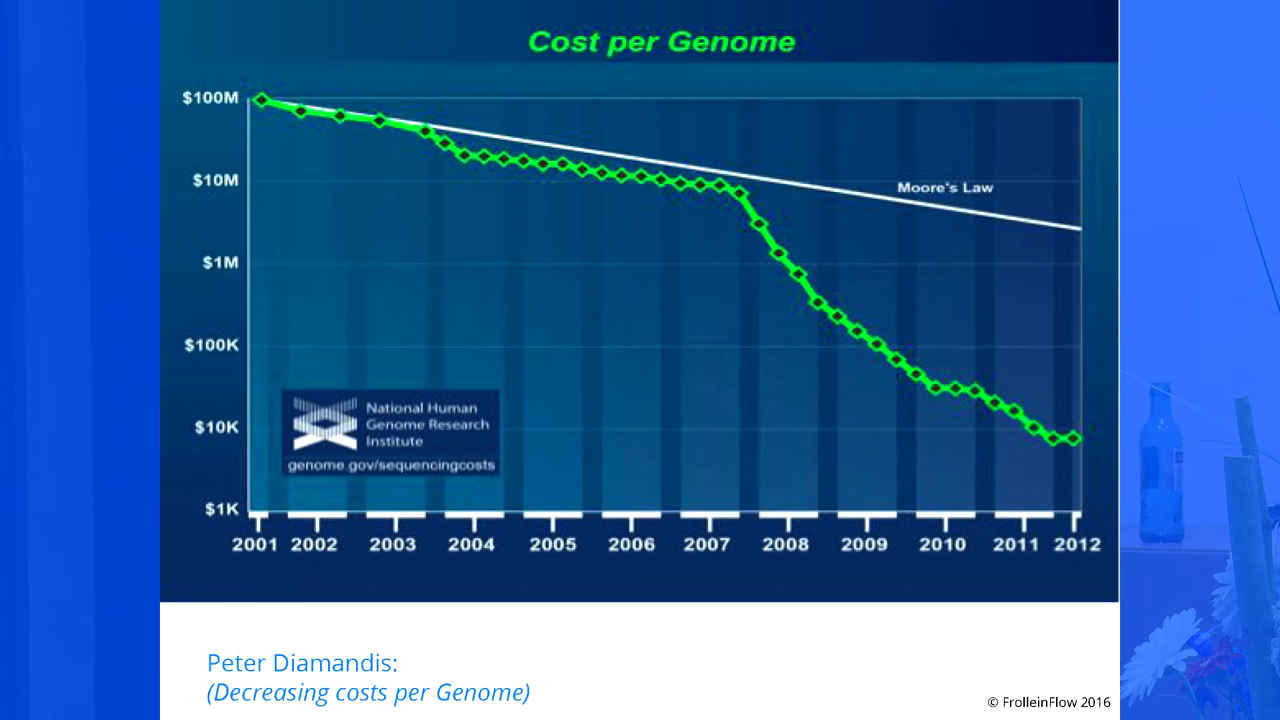 Cost per Genome
$100M
$10M
$1M
$100K
$10K
$1K
Moore's Law
National Human
Genome Research
Institute
genome.gov/sequencingcosts
2001 2002 2003 2004 2005 2006 2007 2008 2009 2010 2011 2012
Peter Diamandis:
(Decreasing costs per Genome)
© FrolleinFlow 2016